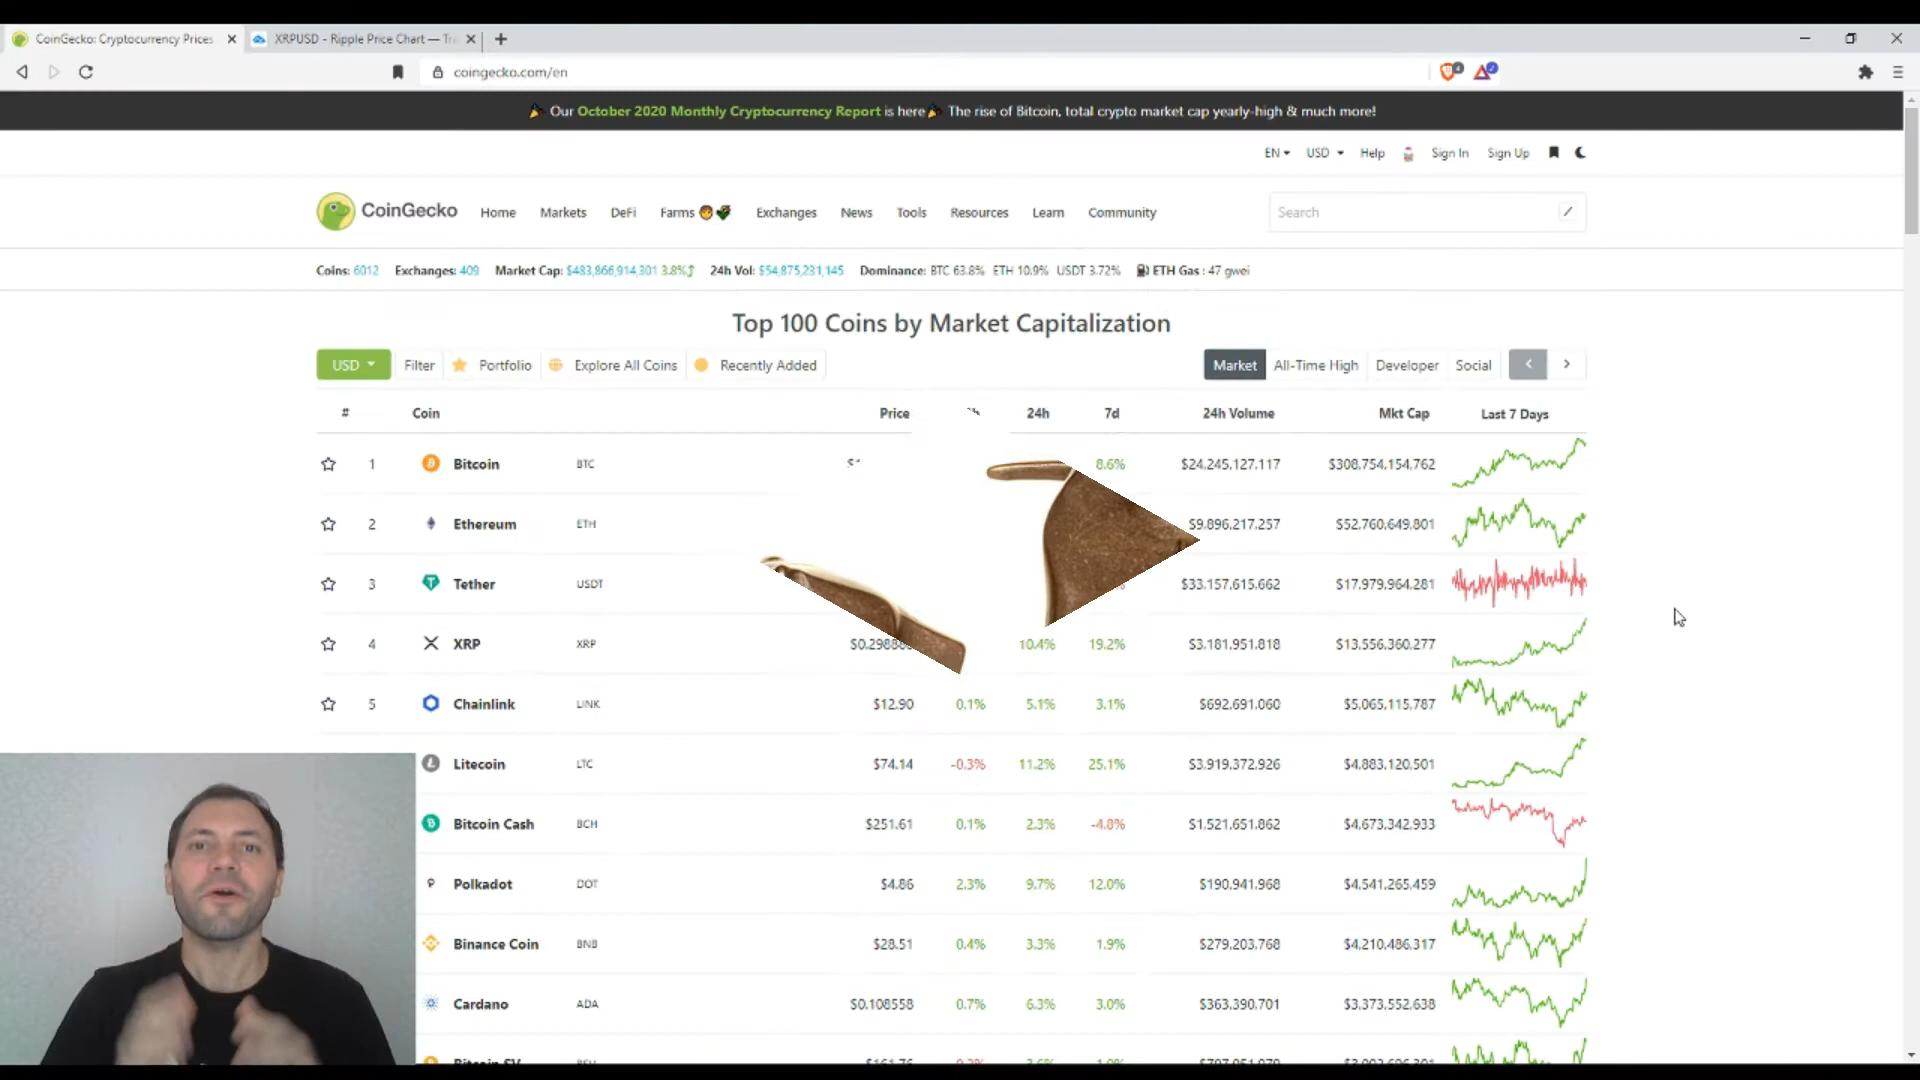 CoinGecko: Cryptocurrency Prices
XRPUSD - Ripple Price Chart — Tr
coingecko.com/en
Our October 2020 Monthly Cryptocurrency Report is here The rise of Bitcoin, total crypto market cap yearly-high & much more!
EN USD Help Sign In Sign Up
CoinGecko Home Markets DeFi Farms Exchanges News Tools Resources Learn Community Search /
Coins: 6012 Exchanges: 409 Market Cap: $483,866,914,301 3.8% 24h Vol: $54,875,231,145 Dominance: BTC 63.8% ETH 10.9% USDT 3.72% ETH Gas : 47 gwei
Top 100 Coins by Market Capitalization
USD Filter Portfolio Explore All Coins Recently Added Market All-Time High Developer Social
# Coin Price 24h 7d 24h Volume Mkt Cap Last 7 Days
1 Bitcoin BTC 8.6% $24,245,127,117 $308,754,154,762
2 Ethereum ETH $9,896,217,257 $52,760,649,801
3 Tether USDT $33,157,615,662 $17,979,964,281
4 XRP XRP 10.4% 19.2% $3,181,951,818 $13,556,360,277
5 Chainlink LINK $12.90 0.1% 5.1% 3.1% $692,691,060 $5,065,115,787
Litecoin LTC $74.14 -0.3% 11.2% 25.1% $3,919,372,926 $4,883,120,501
Bitcoin Cash BCH $251.61 0.1% 2.3% -4.8% $1,521,651,862 $4,673,342,933
Polkadot DOT $4.86 2.3% 9.7% 12.0% $190,941,968 $4,541,265,459
Binance Coin BNB $28.51 0.4% 3.3% 1.9% $279,203,768 $4,210,486,317
Cardano ADA $0.108558 0.7% 6.3% 3.0% $363,390,701 $3,373,552,638
Bitcoin SV